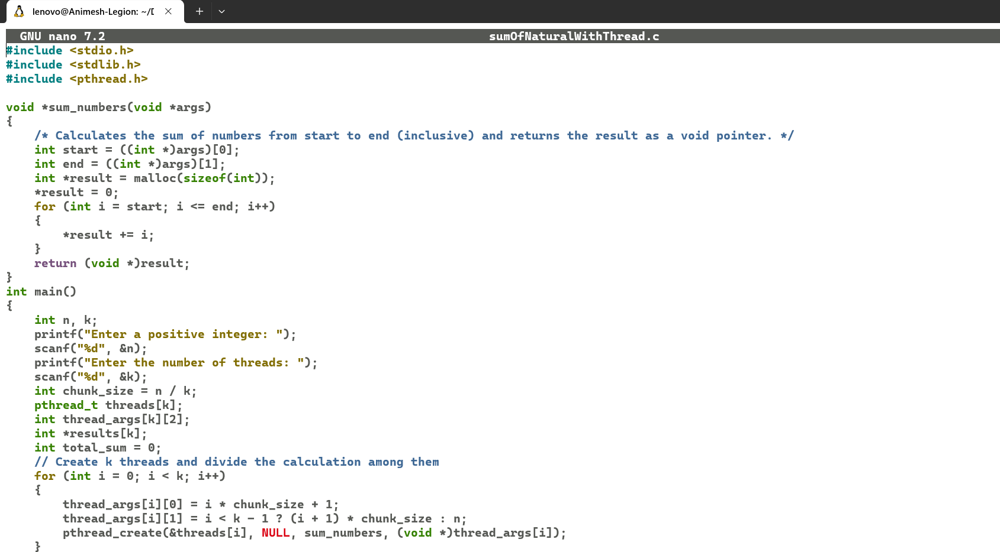 lenovo@Animesh-Legion: ~/D
GNU nano 7.2 sumOfNaturalWithThread.c
#include <stdio.h>
#include <stdlib.h>
#include <pthread.h>

void *sum_numbers(void *args)
{
    /* Calculates the sum of numbers from start to end (inclusive) and returns the result as a void pointer. */
    int start = ((int *)args)[0];
    int end = ((int *)args)[1];
    int *result = malloc(sizeof(int));
    *result = 0;
    for (int i = start; i <= end; i++)
    {
        *result += i;
    }
    return (void *)result;
}
int main()
{
    int n, k;
    printf("Enter a positive integer: ");
    scanf("%d", &n);
    printf("Enter the number of threads: ");
    scanf("%d", &k);
    int chunk_size = n / k;
    pthread_t threads[k];
    int thread_args[k][2];
    int *results[k];
    int total_sum = 0;
    // Create k threads and divide the calculation among them
    for (int i = 0; i < k; i++)
    {
        thread_args[i][0] = i * chunk_size + 1;
        thread_args[i][1] = i < k - 1 ? (i + 1) * chunk_size : n;
        pthread_create(&threads[i], NULL, sum_numbers, (void *)thread_args[i]);
    }